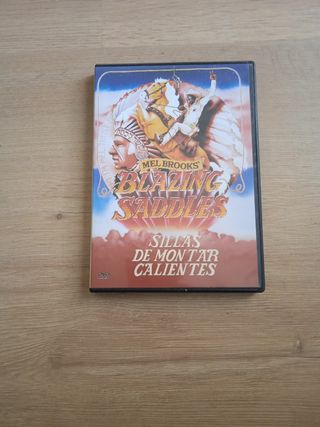 MEL BROOKS'
BLAZING
SADDLES
SILLAS
DE MONTAR
CALIENTES